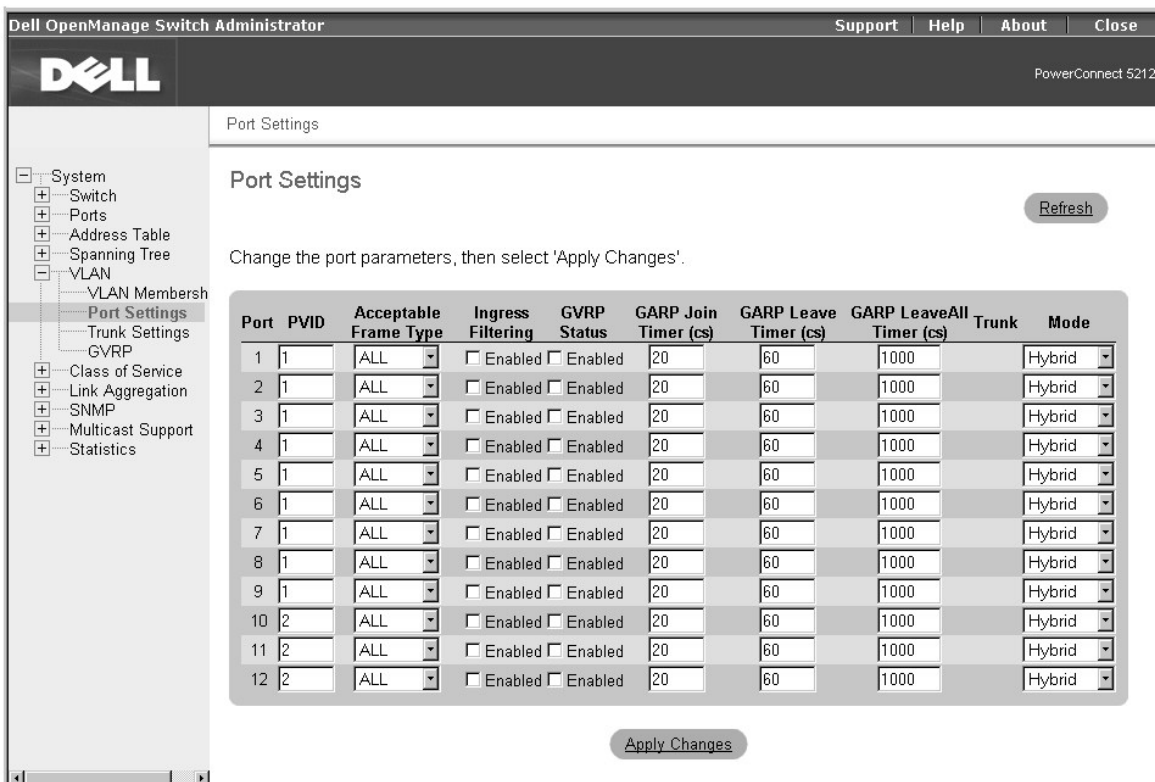 Dell OpenManage Switch Administrator
Support Help About Close
DELL
PowerConnect 5212
Port Settings
System
Switch
Ports
Address Table
Spanning Tree
VLAN
VLAN Membersh
Port Settings
Trunk Settings
GVRP
Class of Service
Link Aggregation
SNMP
Multicast Support
Statistics
Port Settings
Refresh
Change the port parameters, then select 'Apply Changes'.
Port PVID Acceptable Frame Type Ingress Filtering GVRP Status GARP Join Timer (cs) GARP Leave Timer (cs) GARP LeaveAll Timer (cs) Trunk Mode
1 1 ALL Enabled Enabled 20 60 1000 Hybrid
2 1 ALL Enabled Enabled 20 60 1000 Hybrid
3 1 ALL Enabled Enabled 20 60 1000 Hybrid
4 1 ALL Enabled Enabled 20 60 1000 Hybrid
5 1 ALL Enabled Enabled 20 60 1000 Hybrid
6 1 ALL Enabled Enabled 20 60 1000 Hybrid
7 1 ALL Enabled Enabled 20 60 1000 Hybrid
8 1 ALL Enabled Enabled 20 60 1000 Hybrid
9 1 ALL Enabled Enabled 20 60 1000 Hybrid
10 2 ALL Enabled Enabled 20 60 1000 Hybrid
11 2 ALL Enabled Enabled 20 60 1000 Hybrid
12 2 ALL Enabled Enabled 20 60 1000 Hybrid
Apply Changes